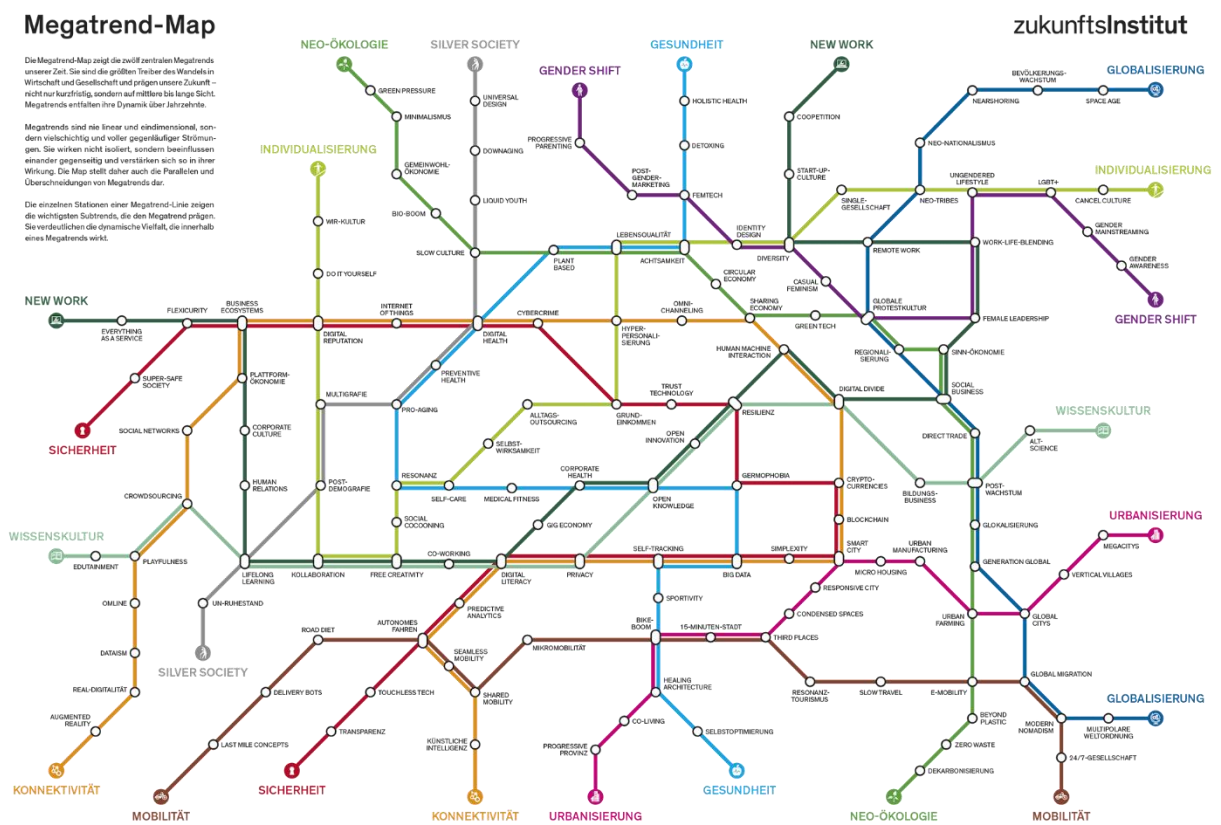 Megatrend-Map
zukunftsInstitut
Die Megatrend-Map zeigt die zwölf zentralen Megatrends
unserer Zeit. Sie sind die größten Treiber des Wandels in
Wirtschaft und Gesellschaft und prägen unsere Zukunft –
nicht nur kurzfristig, sondern auf mittlere bis lange Sicht.
Megatrends entfalten ihre Dynamik über Jahrzehnte.
Megatrends sind nie linear und eindimensional, son-
dern vielschichtig und voller gegenläufiger Strömun-
gen. Sie wirken nicht isoliert, sondern beeinflussen
einander gegenseitig und verstärken sich so in ihrer
Wirkung. Die Map stellt daher auch die Parallelen und
Überschneidungen von Megatrends dar.
Die einzelnen Stationen einer Megatrend-Linie zeigen
die wichtigsten Subtrends, die den Megatrend prägen.
Sie verdeutlichen die dynamische Vielfalt, die innerhalb
eines Megatrends wirkt.
NEO-ÖKOLOGIE
SILVER SOCIETY
GESUNDHEIT
NEW WORK
GENDER SHIFT
GLOBALISIERUNG
BEVÖLKERUNGS-
WACHSTUM
NEARSHORING
SPACE AGE
GREEN PRESSURE
UNIVERSAL
DESIGN
HOLISTIC HEALTH
MINIMALISMUS
COOPETITION
PROGRESSIVE
PARENTING
DETOXING
NEO-NATIONALISMUS
INDIVIDUALISIERUNG
DOWNAGING
GEMEINWOHL-
ÖKONOMIE
POST-
GENDER-
MARKETING
FEMTECH
START-UP-
CULTURE
SINGLE-
GESELLSCHAFT
NEO-TRIBES
UNGENDERED
LIFESTYLE
LGBT+
CANCEL CULTURE
INDIVIDUALISIERUNG
LIQUID YOUTH
BIO-BOOM
WIR-KULTUR
GENDER
MAINSTREAMING
SLOW CULTURE
PLANT
BASED
LEBENSQUALITÄT
ACHTSAMKEIT
IDENTITY
DESIGN
DIVERSITY
REMOTE WORK
WORK-LIFE-BLENDING
GENDER
AWARENESS
DO IT YOURSELF
CIRCULAR
ECONOMY
CASUAL
FEMINISM
GENDER SHIFT
NEW WORK
EVERYTHING
AS A SERVICE
FLEXICURITY
BUSINESS
ECOSYSTEMS
DIGITAL
REPUTATION
INTERNET
OF THINGS
DIGITAL
HEALTH
CYBERCRIME
HYPER-
PERSONALI-
SIERUNG
OMNI-
CHANNELING
SHARING
ECONOMY
GREEN TECH
GLOBALE
PROTESTKULTUR
FEMALE LEADERSHIP
HUMAN MACHINE
INTERACTION
REGIONALI-
SIERUNG
SINN-ÖKONOMIE
SUPER-SAFE
SOCIETY
PLATTFORM-
ÖKONOMIE
PREVENTIVE
HEALTH
MULTIGRAFIE
PRO-AGING
ALLTAGS-
OUTSOURCING
GRUND-
EINKOMMEN
TRUST
TECHNOLOGY
RESILIENZ
DIGITAL DIVIDE
SOCIAL
BUSINESS
WISSENSKULTUR
SICHERHEIT
SOCIAL NETWORKS
CORPORATE
CULTURE
SELBST-
WIRKSAMKEIT
OPEN
INNOVATION
DIRECT TRADE
ALT-
SCIENCE
CROWDSOURCING
HUMAN
RELATIONS
POST-
DEMOGRAFIE
RESONANZ
SELF-CARE
MEDICAL FITNESS
CORPORATE
HEALTH
OPEN
KNOWLEDGE
GERMOPHOBIA
CRYPTO-
CURRENCIES
BILDUNGS-
BUSINESS
POST-
WACHSTUM
SOCIAL
COCOONING
GIG ECONOMY
BLOCKCHAIN
GLOKALISIERUNG
URBANISIERUNG
WISSENSKULTUR
EDUTAINMENT
PLAYFULNESS
LIFELONG
LEARNING
KOLLABORATION
FREE CREATIVITY
CO-WORKING
DIGITAL
LITERACY
PRIVACY
SELF-TRACKING
BIG DATA
SIMPLEXITY
SMART
CITY
URBAN
MANUFACTURING
MICRO HOUSING
GENERATION GLOBAL
MEGACITYS
VERTICAL VILLAGES
OMLINE
UN-RUHESTAND
PREDICTIVE
ANALYTICS
SPORTIVITY
RESPONSIVE CITY
CONDENSED SPACES
URBAN
FARMING
GLOBAL
CITYS
DATAISM
SILVER SOCIETY
ROAD DIET
AUTONOMES
FAHREN
SEAMLESS
MOBILITY
MIKROMOBILITÄT
BIKE-
BOOM
15-MINUTEN-STADT
THIRD PLACES
REAL-DIGITALITÄT
DELIVERY BOTS
TOUCHLESS TECH
SHARED
MOBILITY
HEALING
ARCHITECTURE
RESONANZ-
TOURISMUS
SLOW TRAVEL
E-MOBILITY
GLOBAL MIGRATION
GLOBALISIERUNG
AUGMENTED
REALITY
LAST MILE CONCEPTS
TRANSPARENZ
KÜNSTLICHE
INTELLIGENZ
CO-LIVING
PROGRESSIVE
PROVINZ
SELBSTOPTIMIERUNG
BEYOND
PLASTIC
MODERN
NOMADISM
MULTIPOLARE
WELTORDNUNG
ZERO WASTE
24/7-GESELLSCHAFT
DEKARBONISIERUNG
KONNEKTIVITÄT
MOBILITÄT
SICHERHEIT
KONNEKTIVITÄT
URBANISIERUNG
GESUNDHEIT
NEO-ÖKOLOGIE
MOBILITÄT